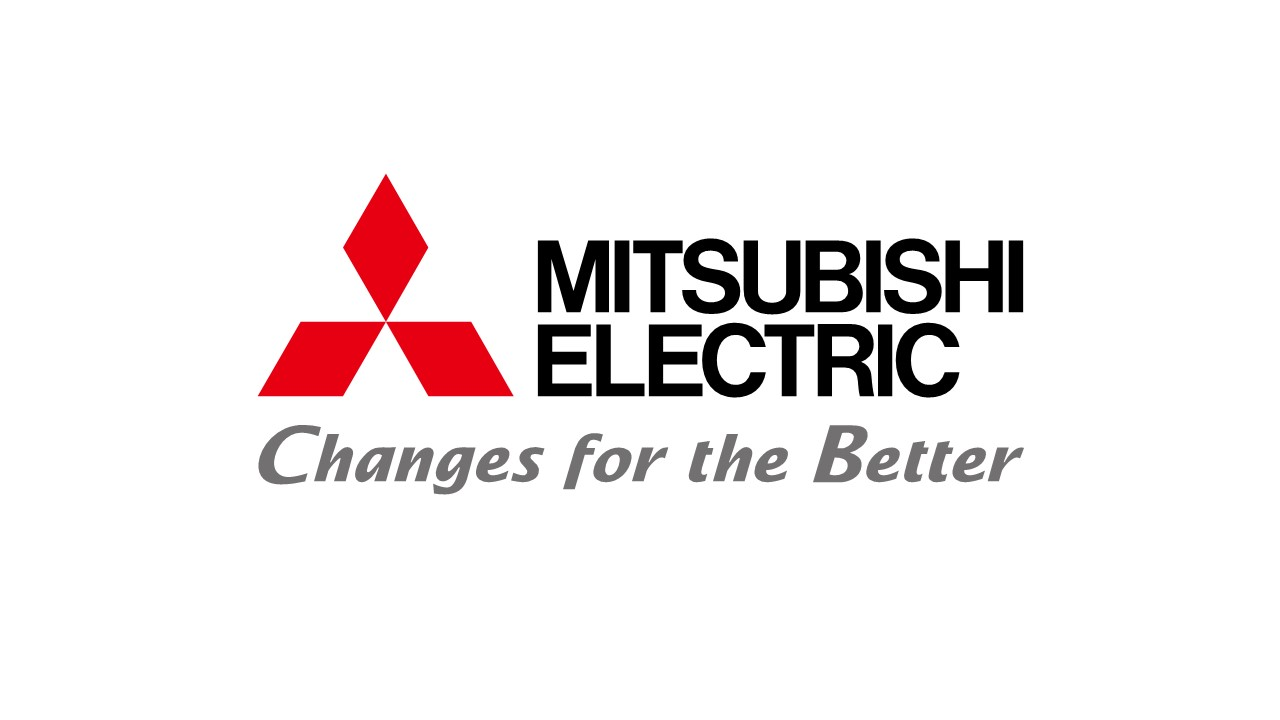 MITSUBISHI
ELECTRIC
Changes for the Better